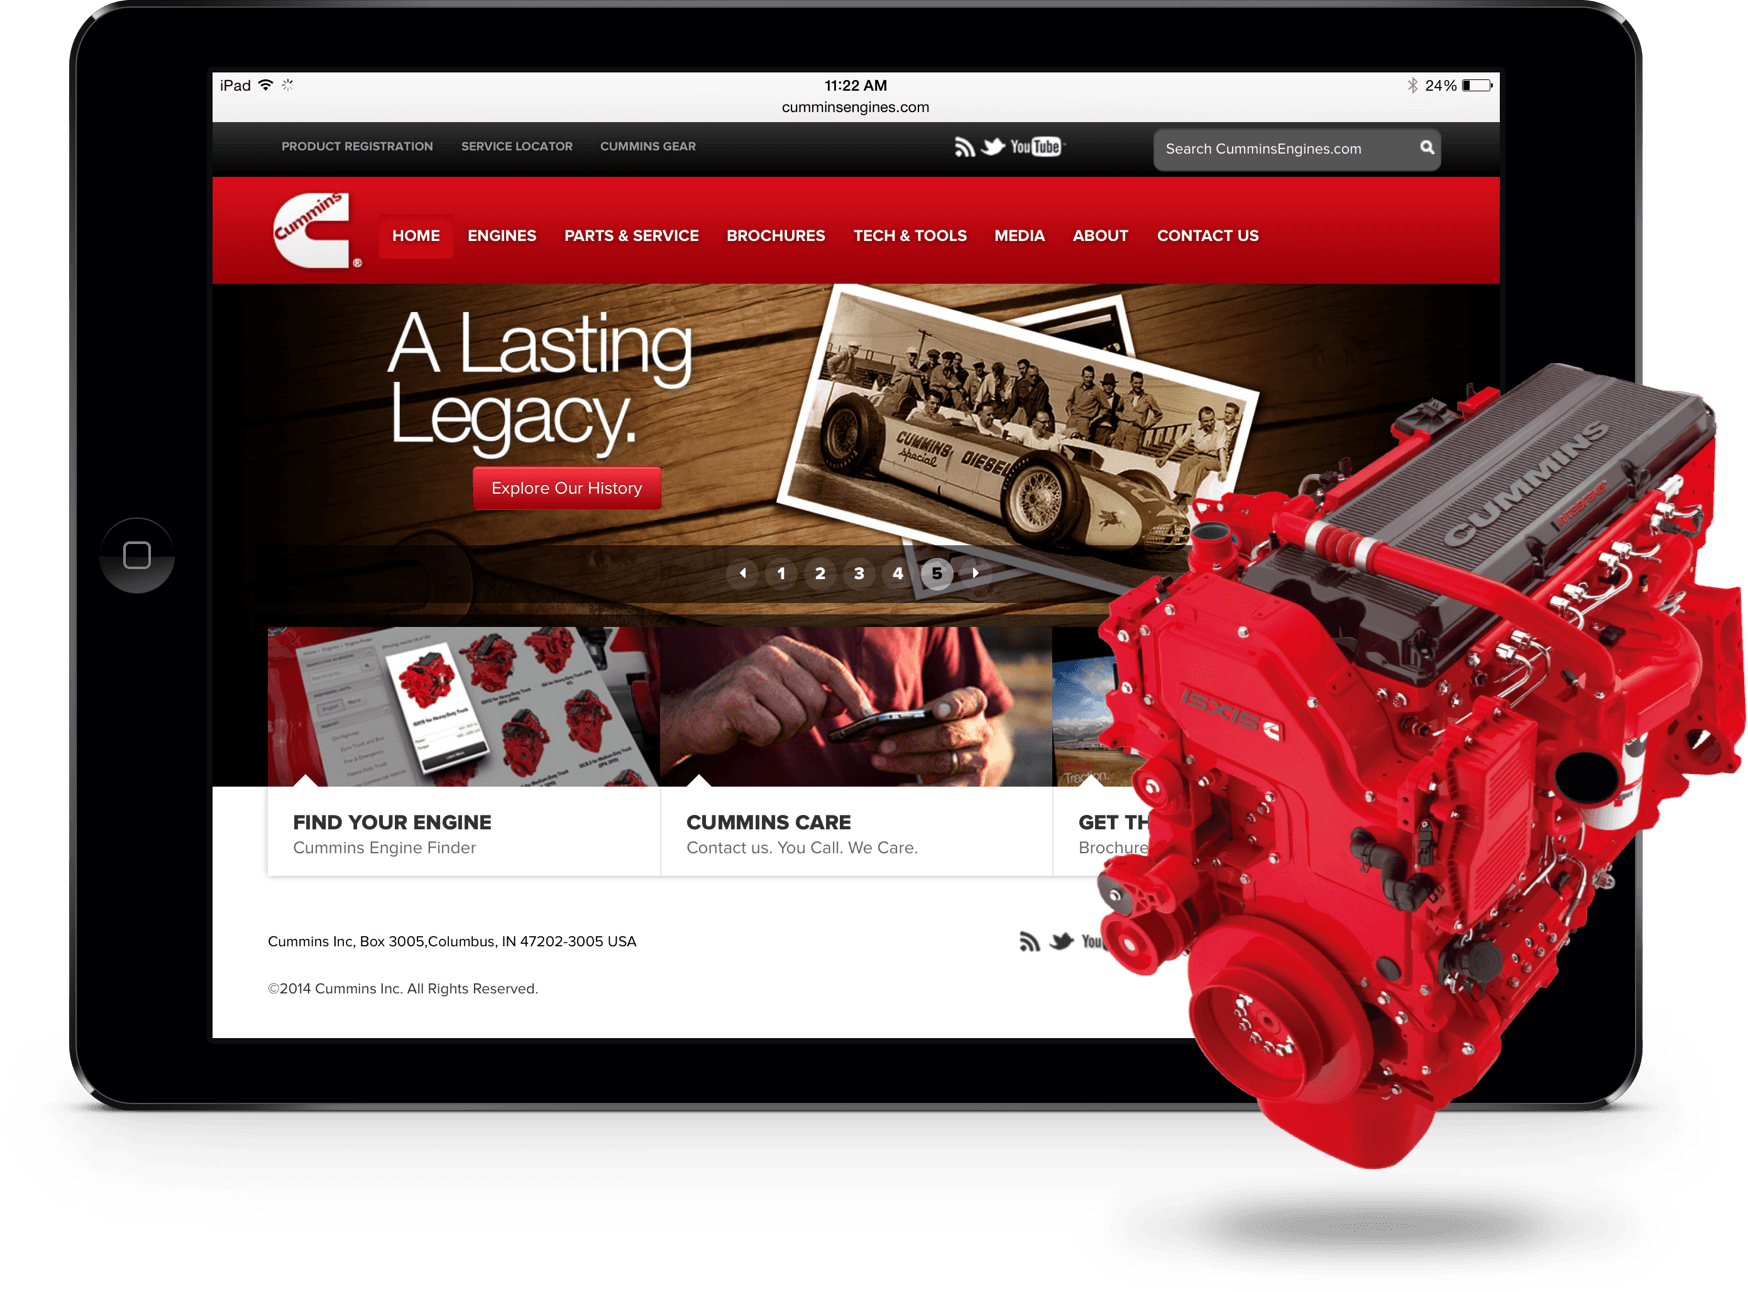 iPad
11:22 AM
24%
cumminsengines.com
PRODUCT REGISTRATION
SERVICE LOCATOR
CUMMINS GEAR
YouTube
Search CumminsEngines.com
Cummins
®
HOME
ENGINES
PARTS & SERVICE
BROCHURES
TECH & TOOLS
MEDIA
ABOUT
CONTACT US
A Lasting
Legacy.
Explore Our History
CUMMINS
special
DIESEL
1
2
3
4
5
CUMMINS
ISX15
Traction.
FIND YOUR ENGINE
Cummins Engine Finder
CUMMINS CARE
Contact us. You Call. We Care.
GET TH
Brochure
Cummins Inc, Box 3005,Columbus, IN 47202-3005 USA
You
©2014 Cummins Inc. All Rights Reserved.